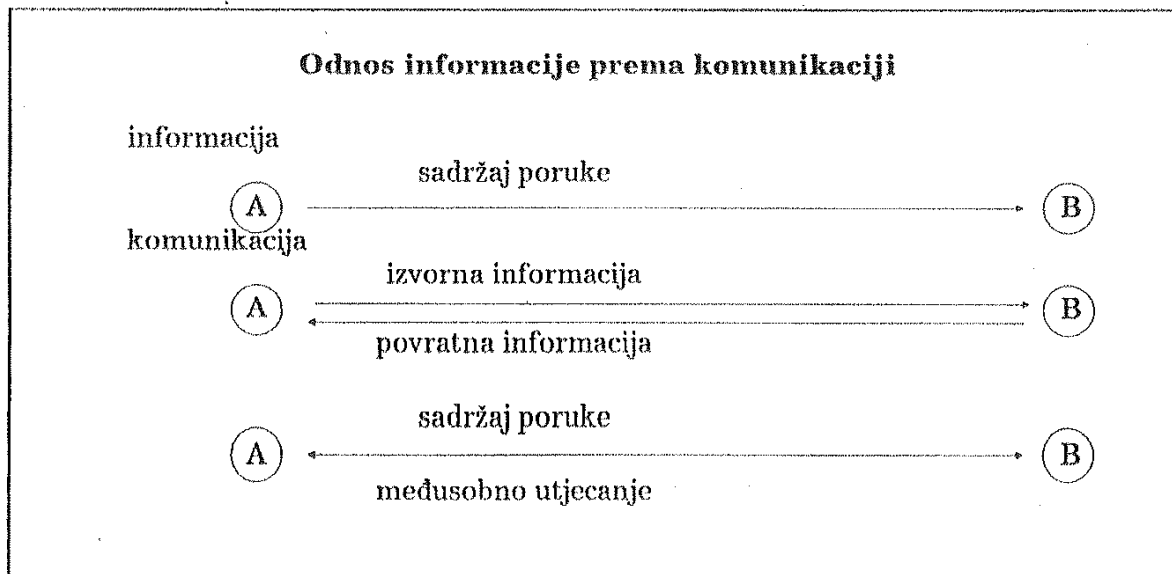 Odnos informacije prema komunikaciji
informacija
sadržaj poruke
A B
komunikacija
izvorna informacija
A B
povratna informacija
sadržaj poruke
A B
međusobno utjecanje